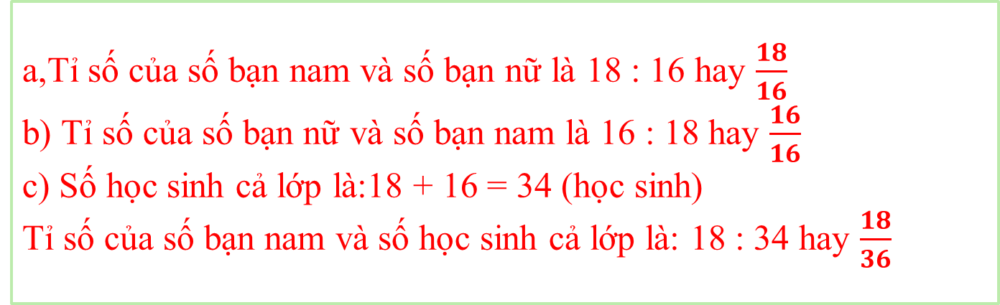 a,Tỉ số của số bạn nam và số bạn nữ là 18 : 16 hay 18/16
b) Tỉ số của số bạn nữ và số bạn nam là 16 : 18 hay 16/16
c) Số học sinh cả lớp là:18 + 16 = 34 (học sinh)
Tỉ số của số bạn nam và số học sinh cả lớp là: 18 : 34 hay 18/36